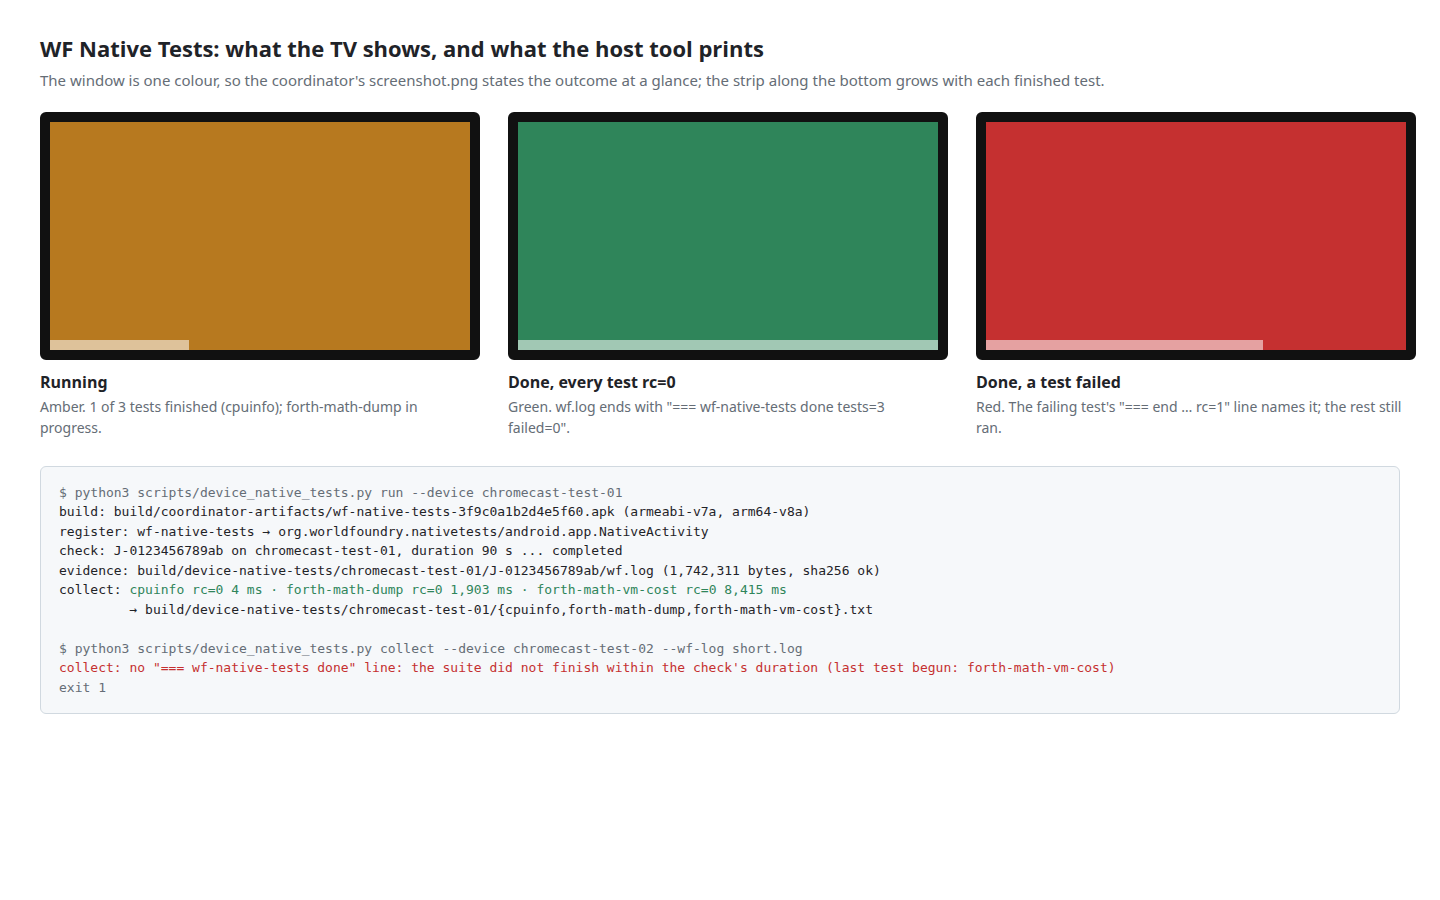 WF Native Tests: what the TV shows, and what the host tool prints
The window is one colour, so the coordinator's screenshot.png states the outcome at a glance; the strip along the bottom grows with each finished test.
Running
Amber. 1 of 3 tests finished (cpuinfo); forth-math-dump in
progress.
Done, every test rc=0
Green. wf.log ends with "=== wf-native-tests done tests=3
failed=0".
Done, a test failed
Red. The failing test's "=== end ... rc=1" line names it; the rest still
ran.
$ python3 scripts/device_native_tests.py run --device chromecast-test-01
build: build/coordinator-artifacts/wf-native-tests-3f9c0a1b2d4e5f60.apk (armeabi-v7a, arm64-v8a)
register: wf-native-tests → org.worldfoundry.nativetests/android.app.NativeActivity
check: J-0123456789ab on chromecast-test-01, duration 90 s ... completed
evidence: build/device-native-tests/chromecast-test-01/J-0123456789ab/wf.log (1,742,311 bytes, sha256 ok)
collect: cpuinfo rc=0 4 ms · forth-math-dump rc=0 1,903 ms · forth-math-vm-cost rc=0 8,415 ms
→ build/device-native-tests/chromecast-test-01/{cpuinfo,forth-math-dump,forth-math-vm-cost}.txt
$ python3 scripts/device_native_tests.py collect --device chromecast-test-02 --wf-log short.log
collect: no "=== wf-native-tests done" line: the suite did not finish within the check's duration (last test begun: forth-math-vm-cost)
exit 1